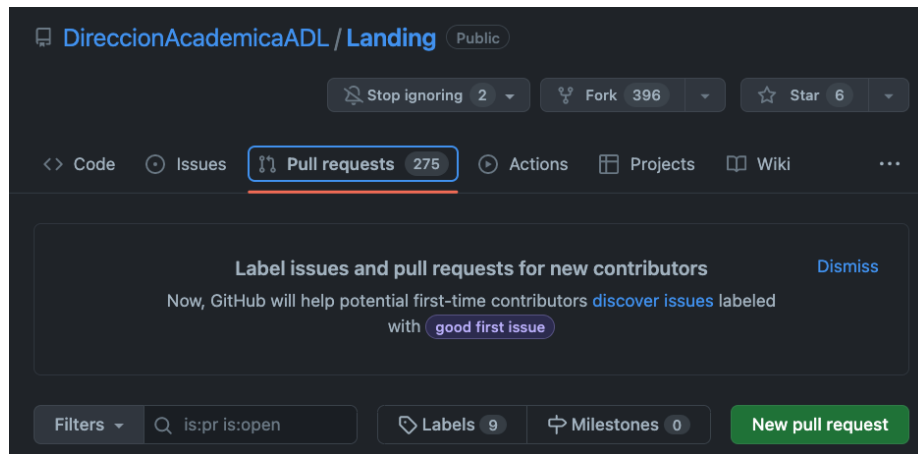 DireccionAcademicaADL / Landing Public
Stop ignoring 2 Fork 396 Star 6
Code Issues Pull requests 275 Actions Projects Wiki ...
Label issues and pull requests for new contributors Dismiss
Now, GitHub will help potential first-time contributors discover issues labeled
with good first issue
Filters is:pr is:open Labels 9 Milestones 0 New pull request